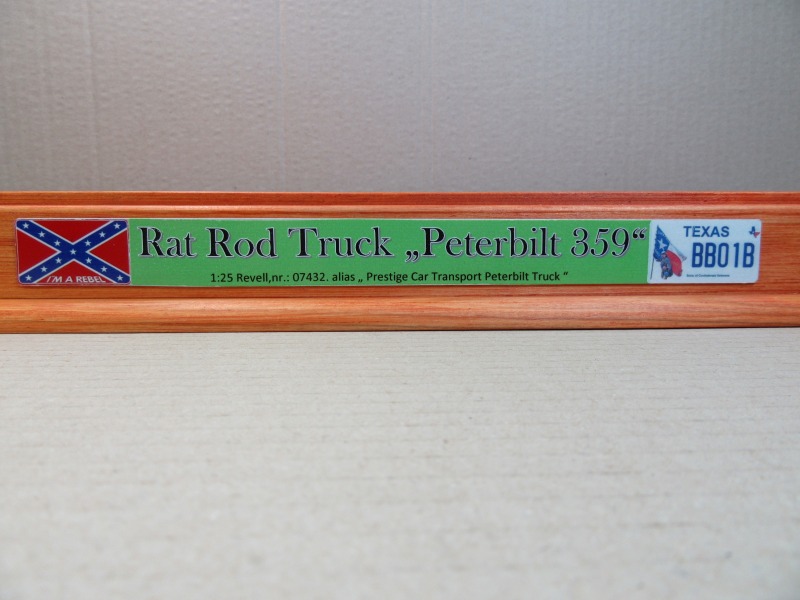 I'M A REBEL
Rat Rod Truck „Peterbilt 359“
1:25 Revell,nr.: 07432. alias „ Prestige Car Transport Peterbilt Truck “
TEXAS
BB01B